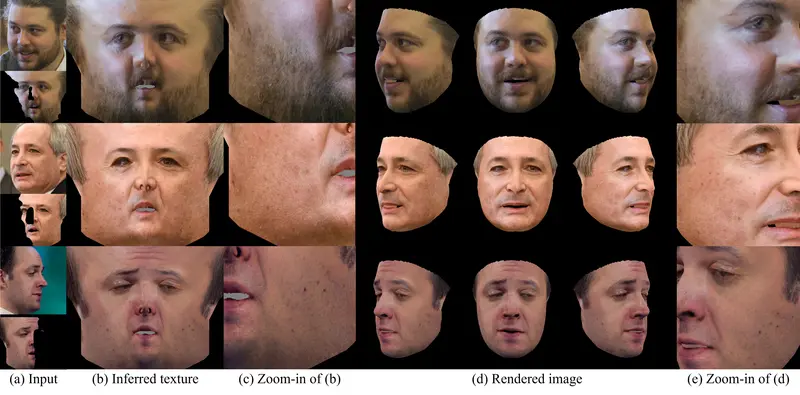 (a) Input
(b) Inferred texture
(c) Zoom-in of (b)
(d) Rendered image
(e) Zoom-in of (d)